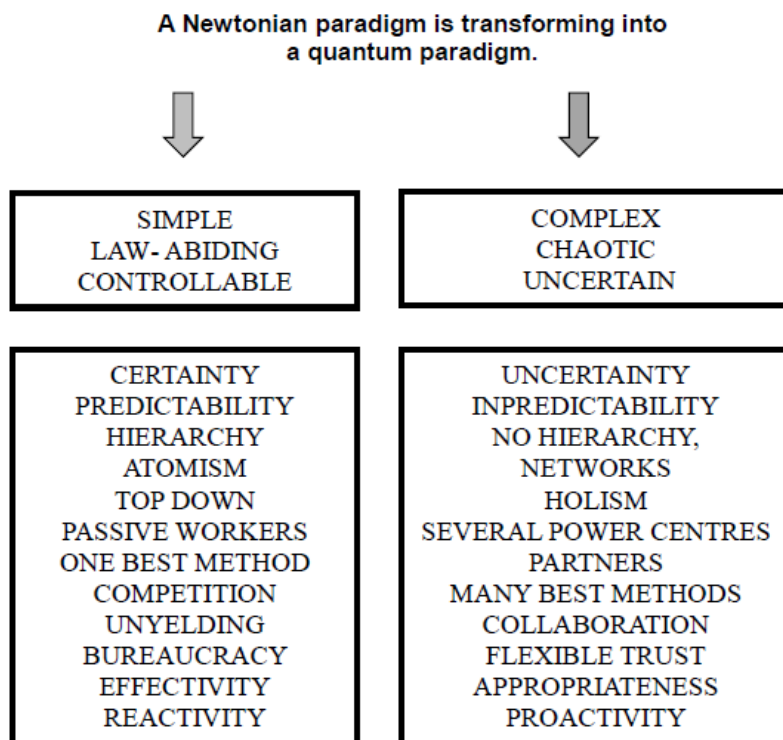 A Newtonian paradigm is transforming into
a quantum paradigm.
SIMPLE
LAW- ABIDING
CONTROLLABLE
COMPLEX
CHAOTIC
UNCERTAIN
CERTAINTY
PREDICTABILITY
HIERARCHY
ATOMISM
TOP DOWN
PASSIVE WORKERS
ONE BEST METHOD
COMPETITION
UNYELDING
BUREAUCRACY
EFFECTIVITY
REACTIVITY
UNCERTAINTY
INPREDICTABILITY
NO HIERARCHY,
NETWORKS
HOLISM
SEVERAL POWER CENTRES
PARTNERS
MANY BEST METHODS
COLLABORATION
FLEXIBLE TRUST
APPROPRIATENESS
PROACTIVITY